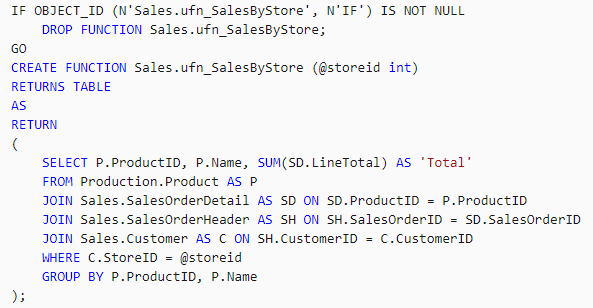 IF OBJECT_ID (N'Sales.ufn_SalesByStore', N'IF') IS NOT NULL
    DROP FUNCTION Sales.ufn_SalesByStore;
GO
CREATE FUNCTION Sales.ufn_SalesByStore (@storeid int)
RETURNS TABLE
AS
RETURN
(
    SELECT P.ProductID, P.Name, SUM(SD.LineTotal) AS 'Total'
    FROM Production.Product AS P
    JOIN Sales.SalesOrderDetail AS SD ON SD.ProductID = P.ProductID
    JOIN Sales.SalesOrderHeader AS SH ON SH.SalesOrderID = SD.SalesOrderID
    JOIN Sales.Customer AS C ON SH.CustomerID = C.CustomerID
    WHERE C.StoreID = @storeid
    GROUP BY P.ProductID, P.Name
);